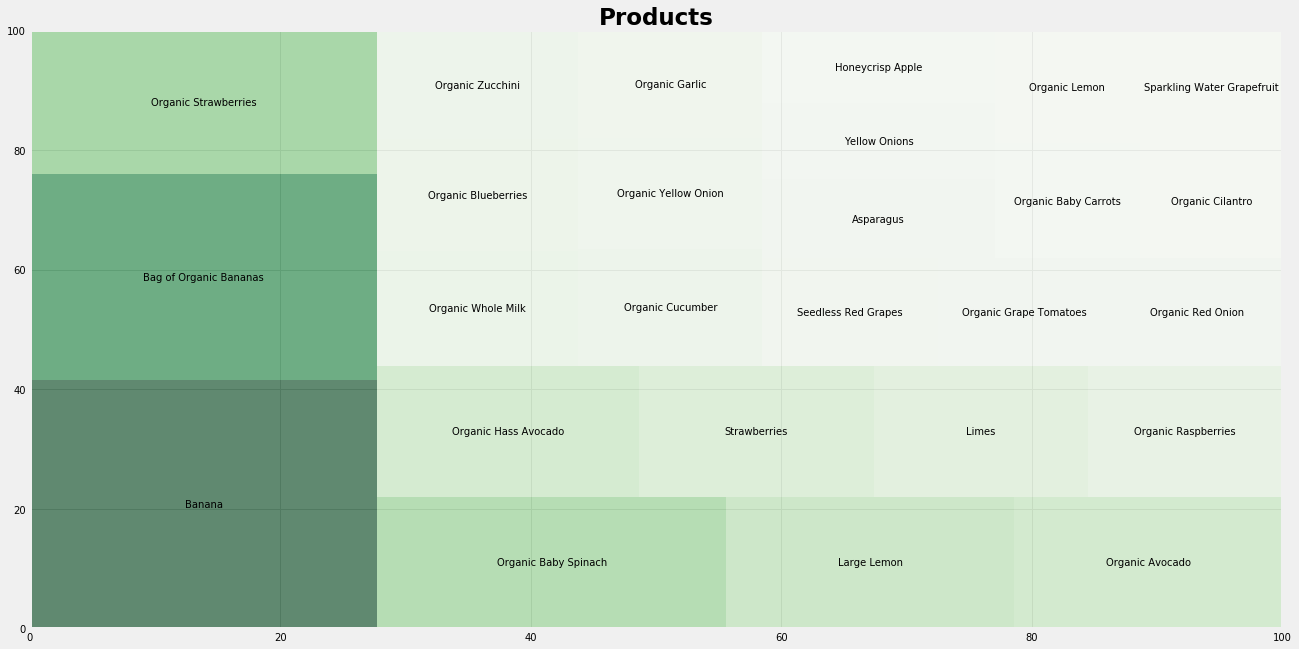 Products
100
80
60
40
20
0
0
20
40
60
80
100
Organic Strawberries
Bag of Organic Bananas
Banana
Organic Zucchini
Organic Garlic
Honeycrisp Apple
Organic Lemon
Sparkling Water Grapefruit
Yellow Onions
Organic Blueberries
Organic Yellow Onion
Asparagus
Organic Baby Carrots
Organic Cilantro
Organic Whole Milk
Organic Cucumber
Seedless Red Grapes
Organic Grape Tomatoes
Organic Red Onion
Organic Hass Avocado
Strawberries
Limes
Organic Raspberries
Organic Baby Spinach
Large Lemon
Organic Avocado